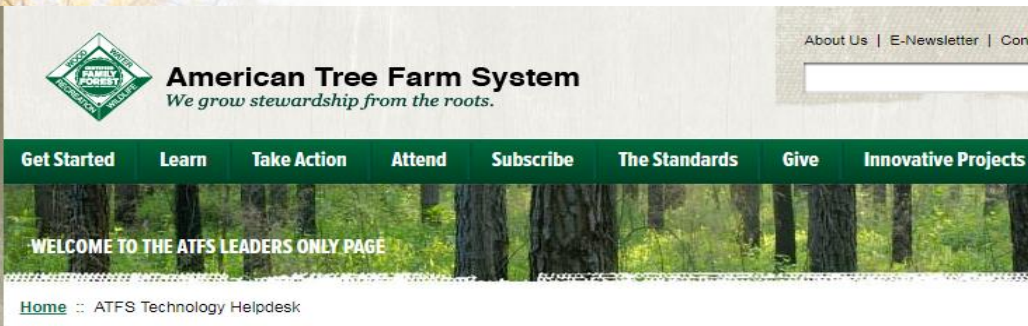 About Us | E-Newsletter | Con
WOOD
WATER
CERTIFIED
FAMILY
FOREST
RECREATION
WILDLIFE
American Tree Farm System
We grow stewardship from the roots.
Get Started Learn Take Action Attend Subscribe The Standards Give Innovative Projects
WELCOME TO THE ATFS LEADERS ONLY PAGE
Home :: ATFS Technology Helpdesk